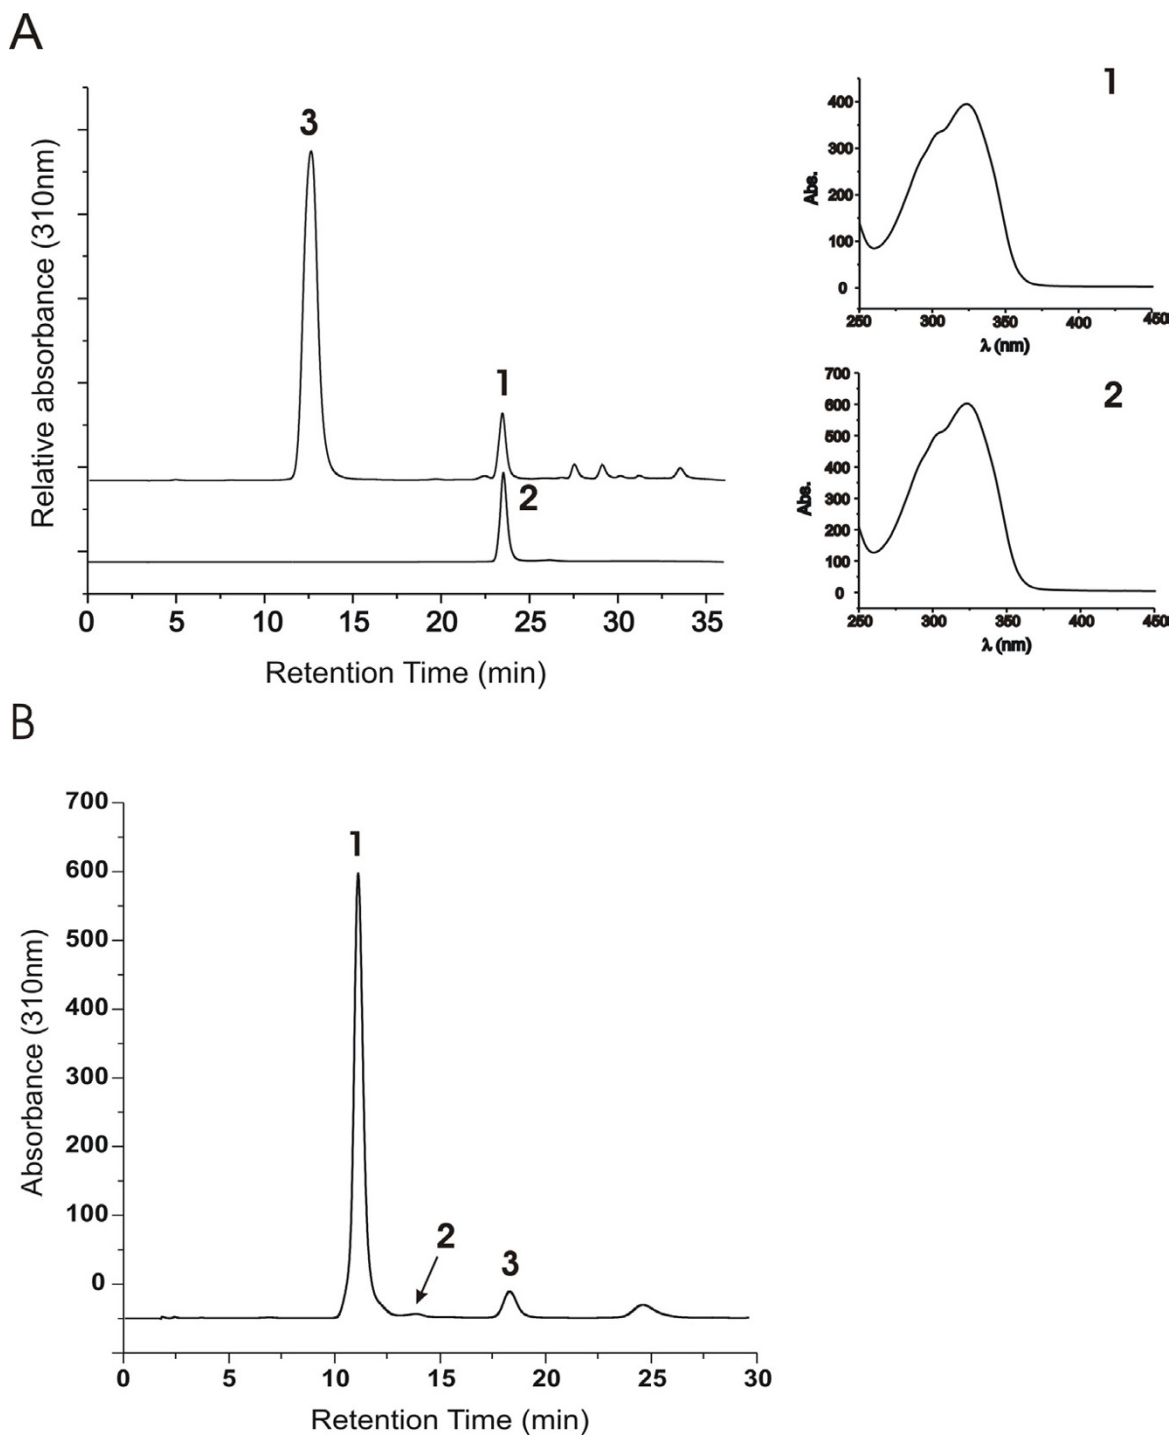 A
Relative absorbance (310nm)
3
1
2
0 5 10 15 20 25 30 35
Retention Time (min)
1
Abs.
400
300
200
100
0
250 300 350 400 450
λ (nm)
2
Abs.
700
600
500
400
300
200
100
0
250 300 350 400 450
λ (nm)
B
Absorbance (310nm)
700
600
500
400
300
200
100
0
1
2
3
0 5 10 15 20 25 30
Retention Time (min)